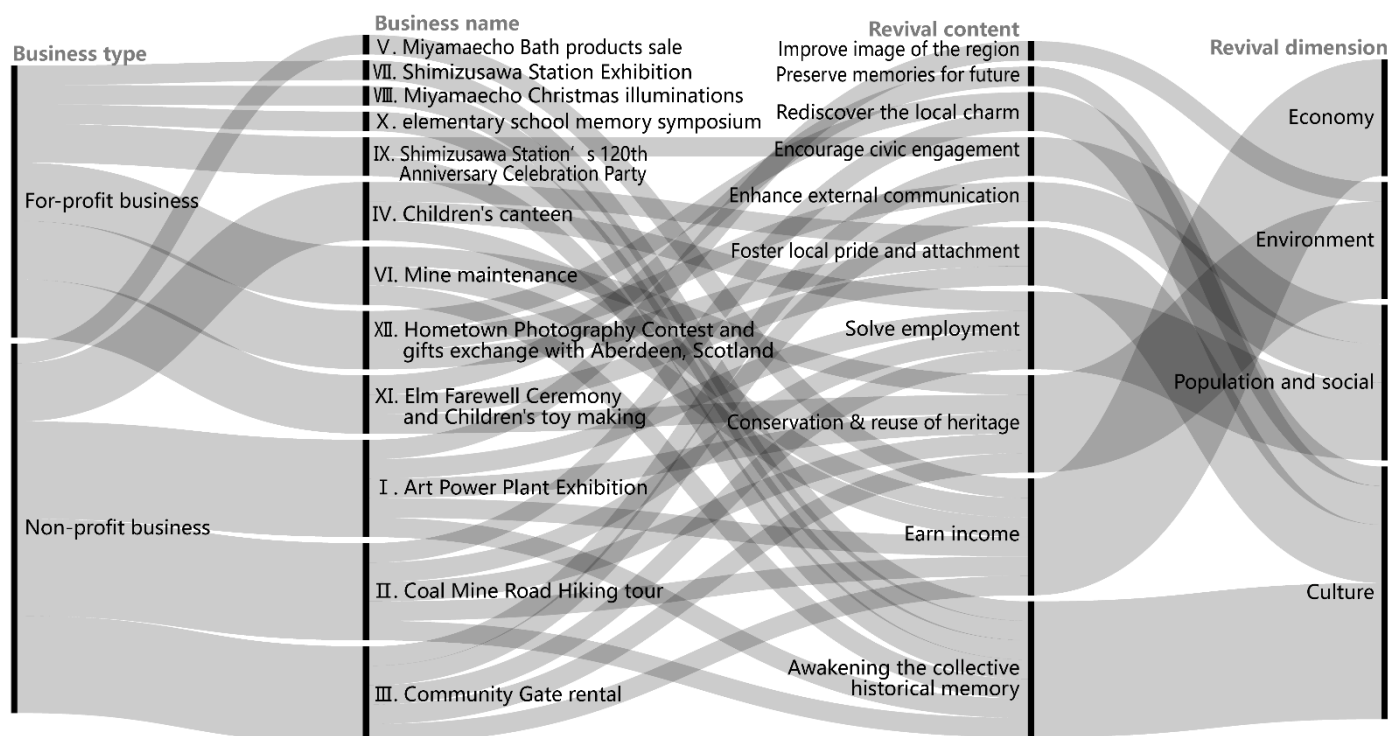 Business type
For-profit business
Non-profit business
Business name
Ⅴ. Miyamaecho Bath products sale
Ⅶ. Shimizusawa Station Exhibition
Ⅷ. Miyamaecho Christmas illuminations
Ⅹ. elementary school memory symposium
Ⅸ. Shimizusawa Station’s 120th
Anniversary Celebration Party
Ⅳ. Children's canteen
Ⅵ. Mine maintenance
Ⅻ. Hometown Photography Contest and
gifts exchange with Aberdeen, Scotland
Ⅺ. Elm Farewell Ceremony
and Children's toy making
Ⅰ. Art Power Plant Exhibition
Ⅱ. Coal Mine Road Hiking tour
Ⅲ. Community Gate rental
Revival content
Improve image of the region
Preserve memories for future
Rediscover the local charm
Encourage civic engagement
Enhance external communication
Foster local pride and attachment
Solve employment
Conservation & reuse of heritage
Earn income
Awakening the collective
historical memory
Revival dimension
Economy
Environment
Population and social
Culture